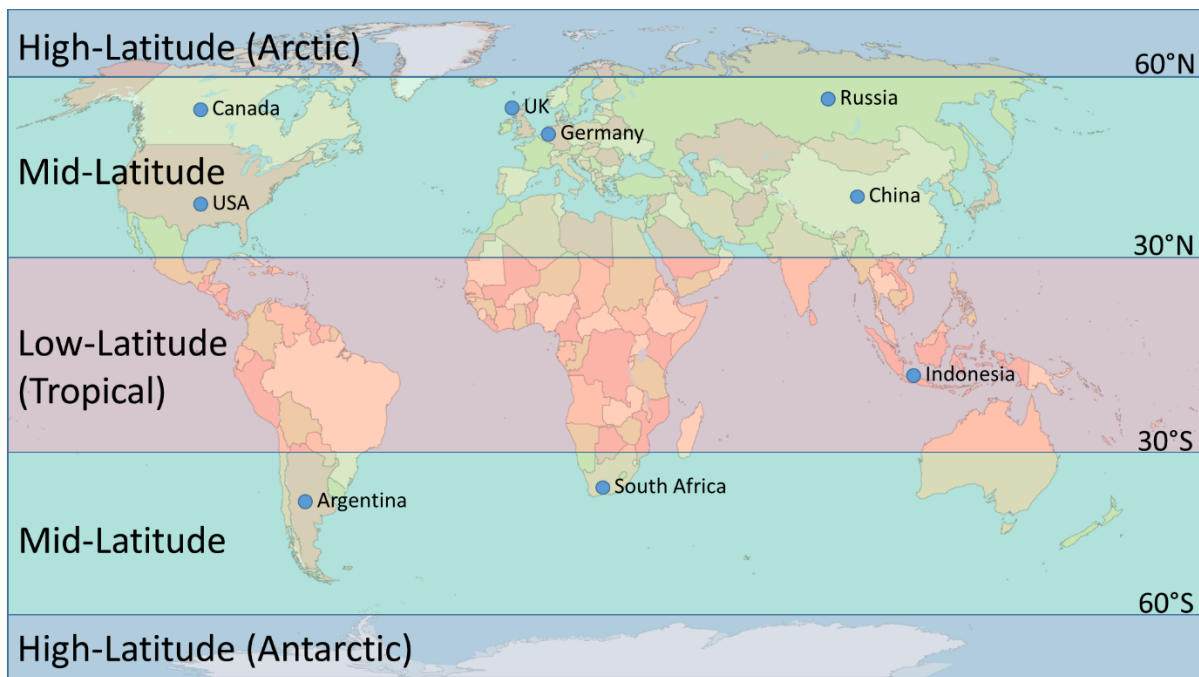 High-Latitude (Arctic)
60°N
Canada
UK
Russia
Germany
Mid-Latitude
USA
China
30°N
Low-Latitude
(Tropical)
Indonesia
30°S
South Africa
Argentina
Mid-Latitude
60°S
High-Latitude (Antarctic)